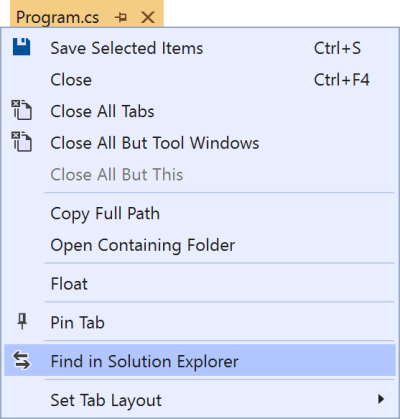 Program.cs
Save Selected Items Ctrl+S
Close Ctrl+F4
Close All Tabs
Close All But Tool Windows
Close All But This
Copy Full Path
Open Containing Folder
Float
Pin Tab
Find in Solution Explorer
Set Tab Layout